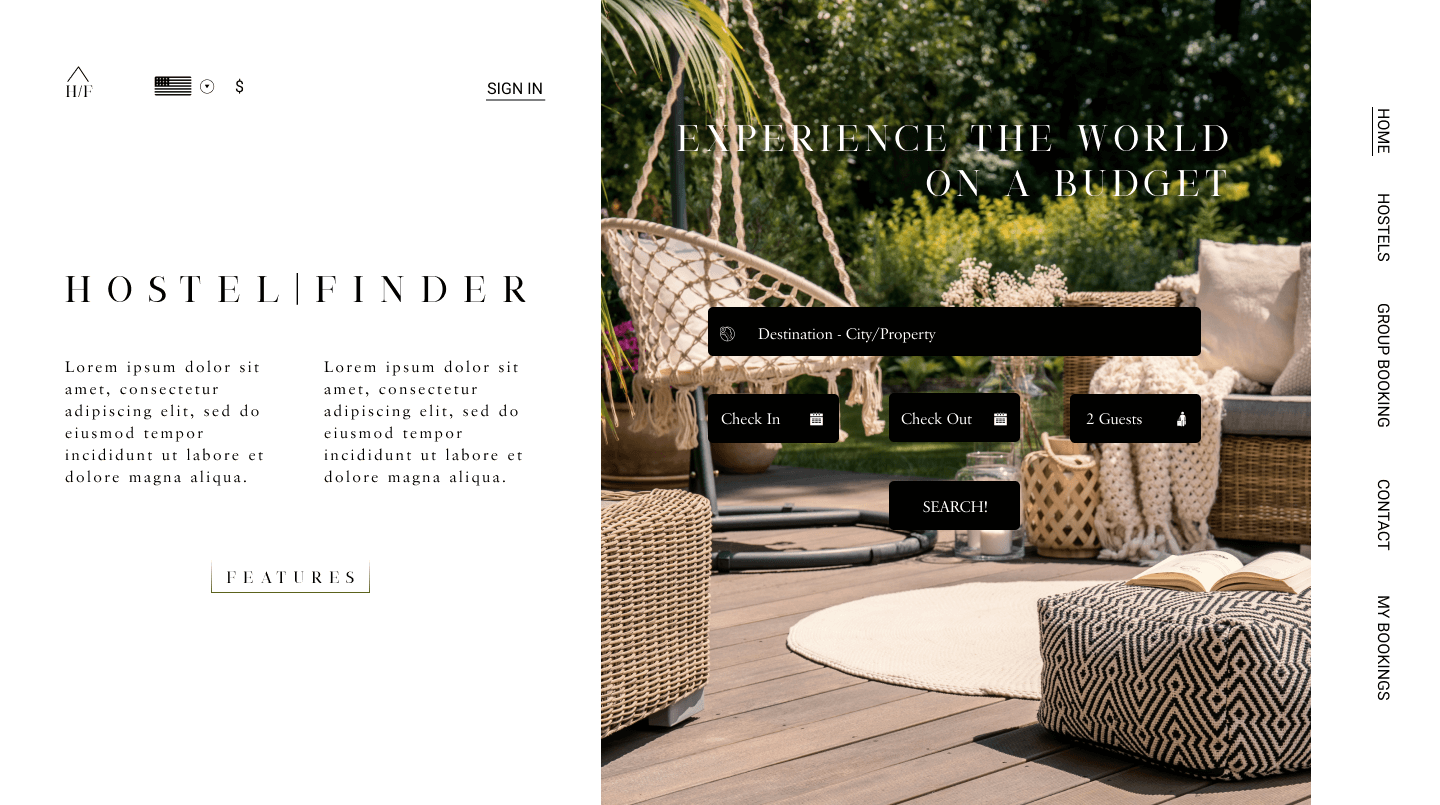 H/F
$
SIGN IN
HOSTEL|FINDER
Lorem ipsum dolor sit
amet, consectetur
adipiscing elit, sed do
eiusmod tempor
incididunt ut labore et
dolore magna aliqua.
Lorem ipsum dolor sit
amet, consectetur
adipiscing elit, sed do
eiusmod tempor
incididunt ut labore et
dolore magna aliqua.
FEATURES
EXPERIENCE THE WORLD
ON A BUDGET
Destination - City/Property
Check In
Check Out
2 Guests
SEARCH!
HOME
HOSTELS
GROUP BOOKING
CONTACT
MY BOOKINGS